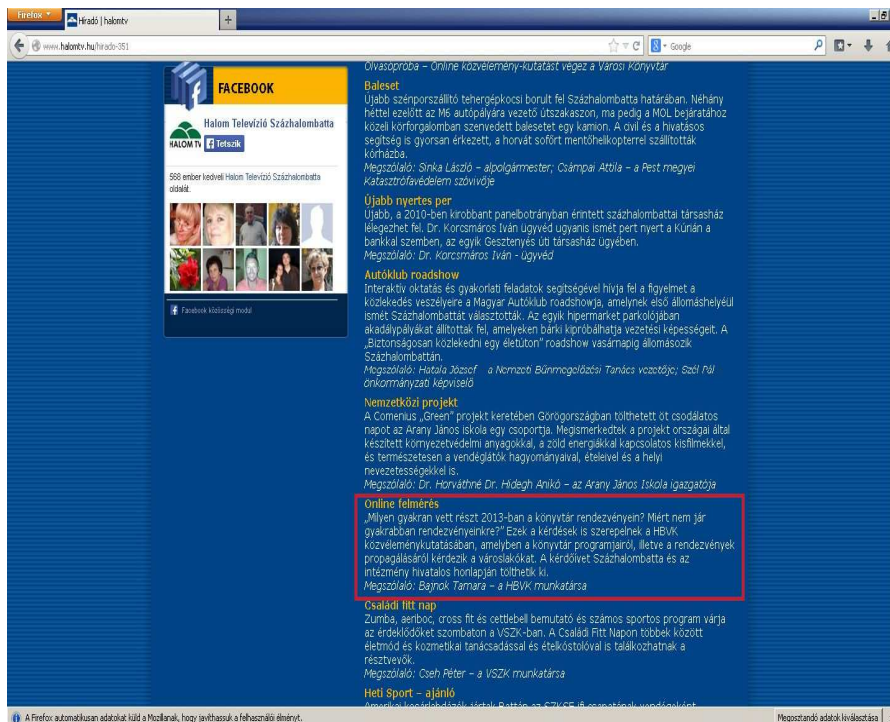 Firefox
Híradó | halomtv
www.halomtv.hu/hirado-351
Google
FACEBOOK
Halom Televízió Százhalombatta
HALOM TV
Tetszik
568 ember kedveli Halom Televízió Százhalombatta
oldalát.
Facebook közösségi modul
Olvasópróba – Online közvélemény-kutatást végez a Városi Könyvtár
Baleset
Újabb szénporszállító tehergépkocsi borult fel Százhalombatta határában. Néhány
héttel ezelőtt az M6 autópályára vezető útszakaszon, ma pedig a MOL bejáratához
közeli körforgalomban szenvedett balesetet egy kamion. A civil és a hivatásos
segítség is gyorsan érkezett, a horvát sofőrt mentőhelikopterrel szállították
kórházba.
Megszólaló: Sinka László – alpolgármester; Csámpai Attila – a Pest megyei
Katasztrófavédelem szóvivője
Újabb nyertes per
Újabb, a 2010-ben kirobbant panelbotrányban érintett százhalombattai társasház
lélegezhet fel. Dr. Korcsmáros Iván ügyvéd ugyanis ismét pert nyert a Kúrián a
bankkal szemben, az egyik Gesztenyés úti társasház ügyében.
Megszólaló: Dr. Korcsmáros Iván - ügyvéd
Autóklub roadshow
Interaktív oktatás és gyakorlati feladatok segítségével hívja fel a figyelmet a
közlekedés veszélyeire a Magyar Autóklub roadshowja, amelynek első állomáshelyéül
ismét Százhalombattát választották. Az egyik hipermarket parkolójában
akadálypályákat állítottak fel, amelyeken bárki kipróbálhatja vezetési képességeit. A
„Biztonságosan közlekedni egy életúton” roadshow vasárnapig állomásozik
Százhalombattán.
Megszólaló: Hatala József – a Nemzeti Bűnmegelőzési Tanács vezetője; Szél Pál
önkormányzati képviselő
Nemzetközi projekt
A Comenius „Green” projekt keretében Görögországban tölthetett öt csodálatos
napot az Arany János iskola egy csoportja. Megismerkedtek a projekt országai által
készített környezetvédelmi anyagokkal, a zöld energiákkal kapcsolatos kisfilmekkel,
és természetesen a vendéglátók hagyományaival, ételeivel és a helyi
nevezetességekkel is.
Megszólaló: Dr. Horváthné Dr. Hidegh Anikó – az Arany János Iskola igazgatója
Online felmérés
„Milyen gyakran vett részt 2013-ban a könyvtár rendezvényein? Miért nem jár
gyakrabban rendezvényeinkre?” Ezek a kérdések is szerepelnek a HBVK
közvéleménykutatásában, amelyben a könyvtár programjairól, illetve a rendezvények
propagálásáról kérdezik a városlakókat. A kérdőívet Százhalombatta és az
intézmény hivatalos honlapján tölthetik ki.
Megszólaló: Bajnok Tamara – a HBVK munkatársa
Családi fitt nap
Zumba, aeriboc, cross fit és cettlebell bemutató és számos sportos program várja
az érdeklődőket szombaton a VSZK-ban. A Családi Fitt Napon többek között
életmód és kozmetikai tanácsadással és ételkóstolóval is találkozhatnak a
résztvevők.
Megszólaló: Cseh Péter – a VSZK munkatársa
Heti Sport – ajánló
Amerikai kosárlabdázók jártak Battán az SZKSE ifi csapatának vendégeként
A Firefox automatikusan adatokat küld a Mozillanak, hogy javíthassuk a felhasználói élményt.
Megosztandó adatok kiválasztása